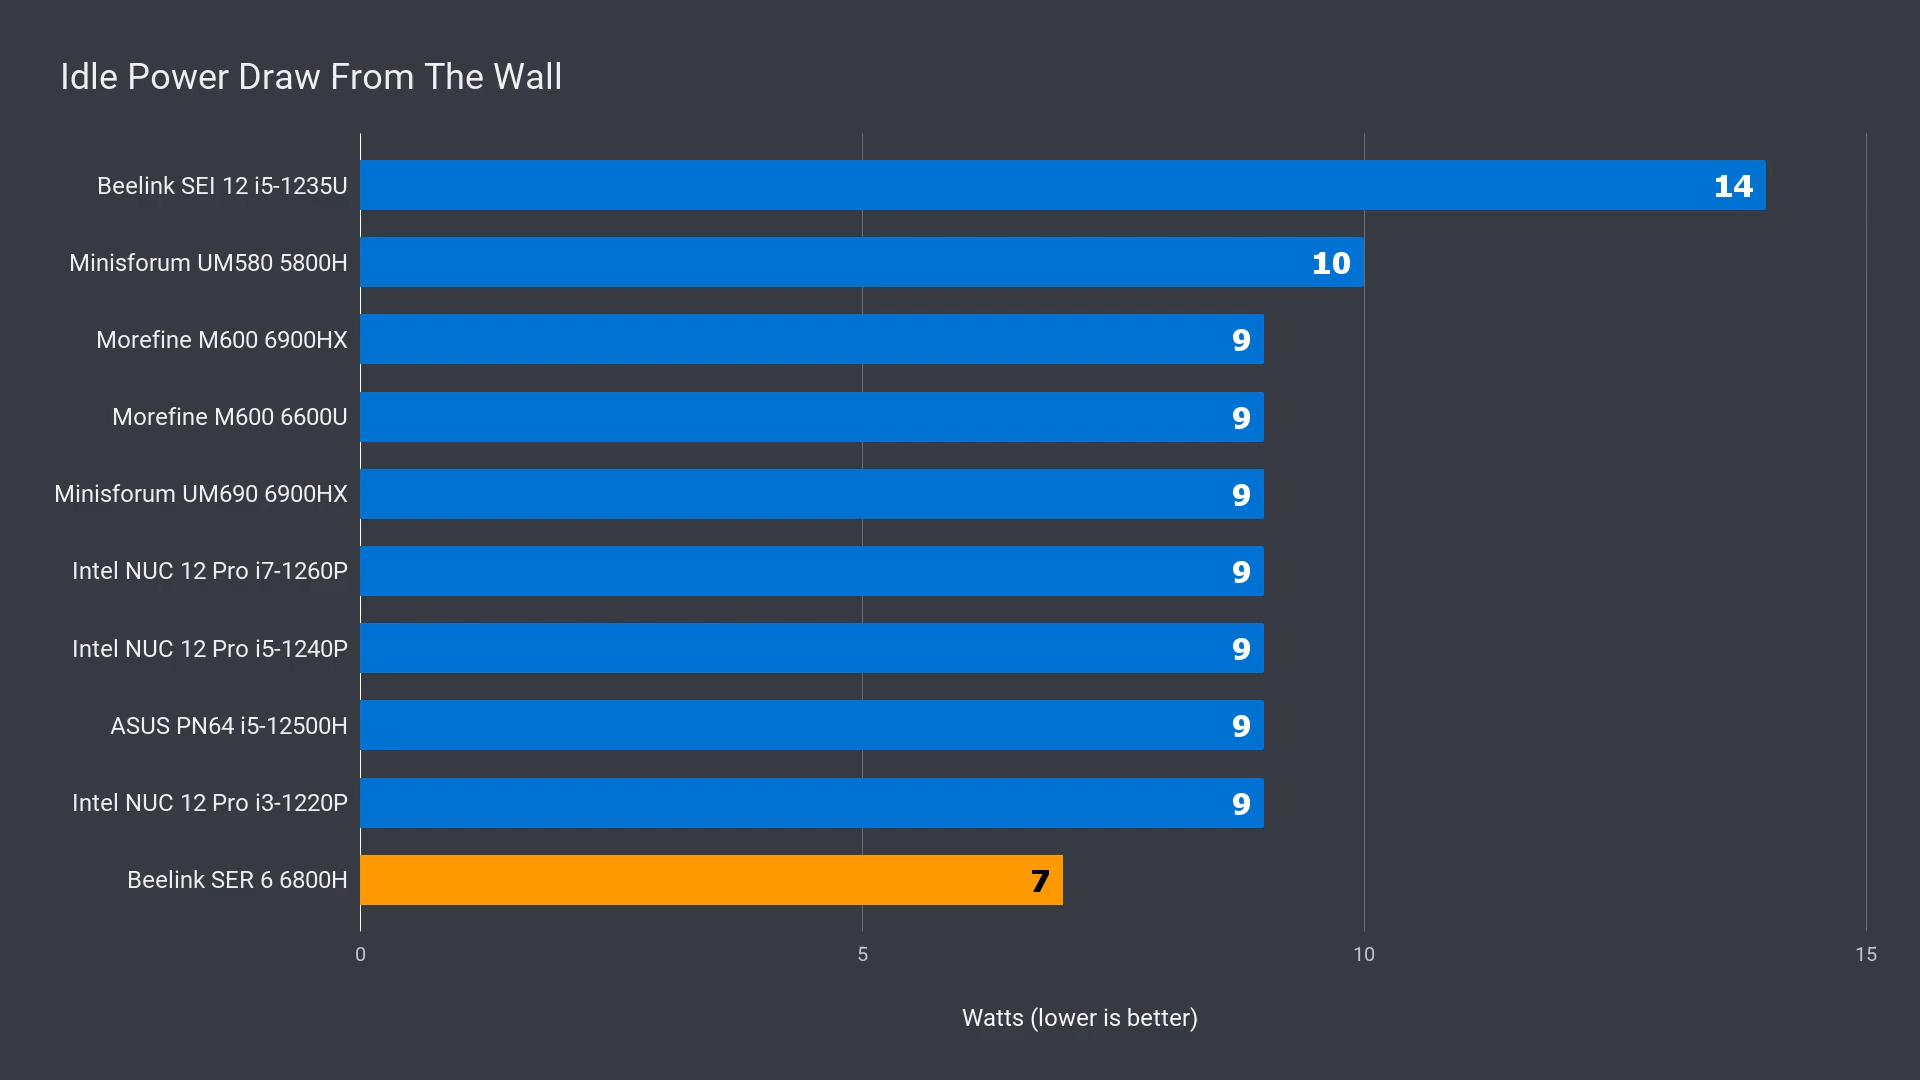 Idle Power Draw From The Wall
Beelink SEI 12 i5-1235U 14
Minisforum UM580 5800H 10
Morefine M600 6900HX 9
Morefine M600 6600U 9
Minisforum UM690 6900HX 9
Intel NUC 12 Pro i7-1260P 9
Intel NUC 12 Pro i5-1240P 9
ASUS PN64 i5-12500H 9
Intel NUC 12 Pro i3-1220P 9
Beelink SER 6 6800H 7
0 5 10 15
Watts (lower is better)